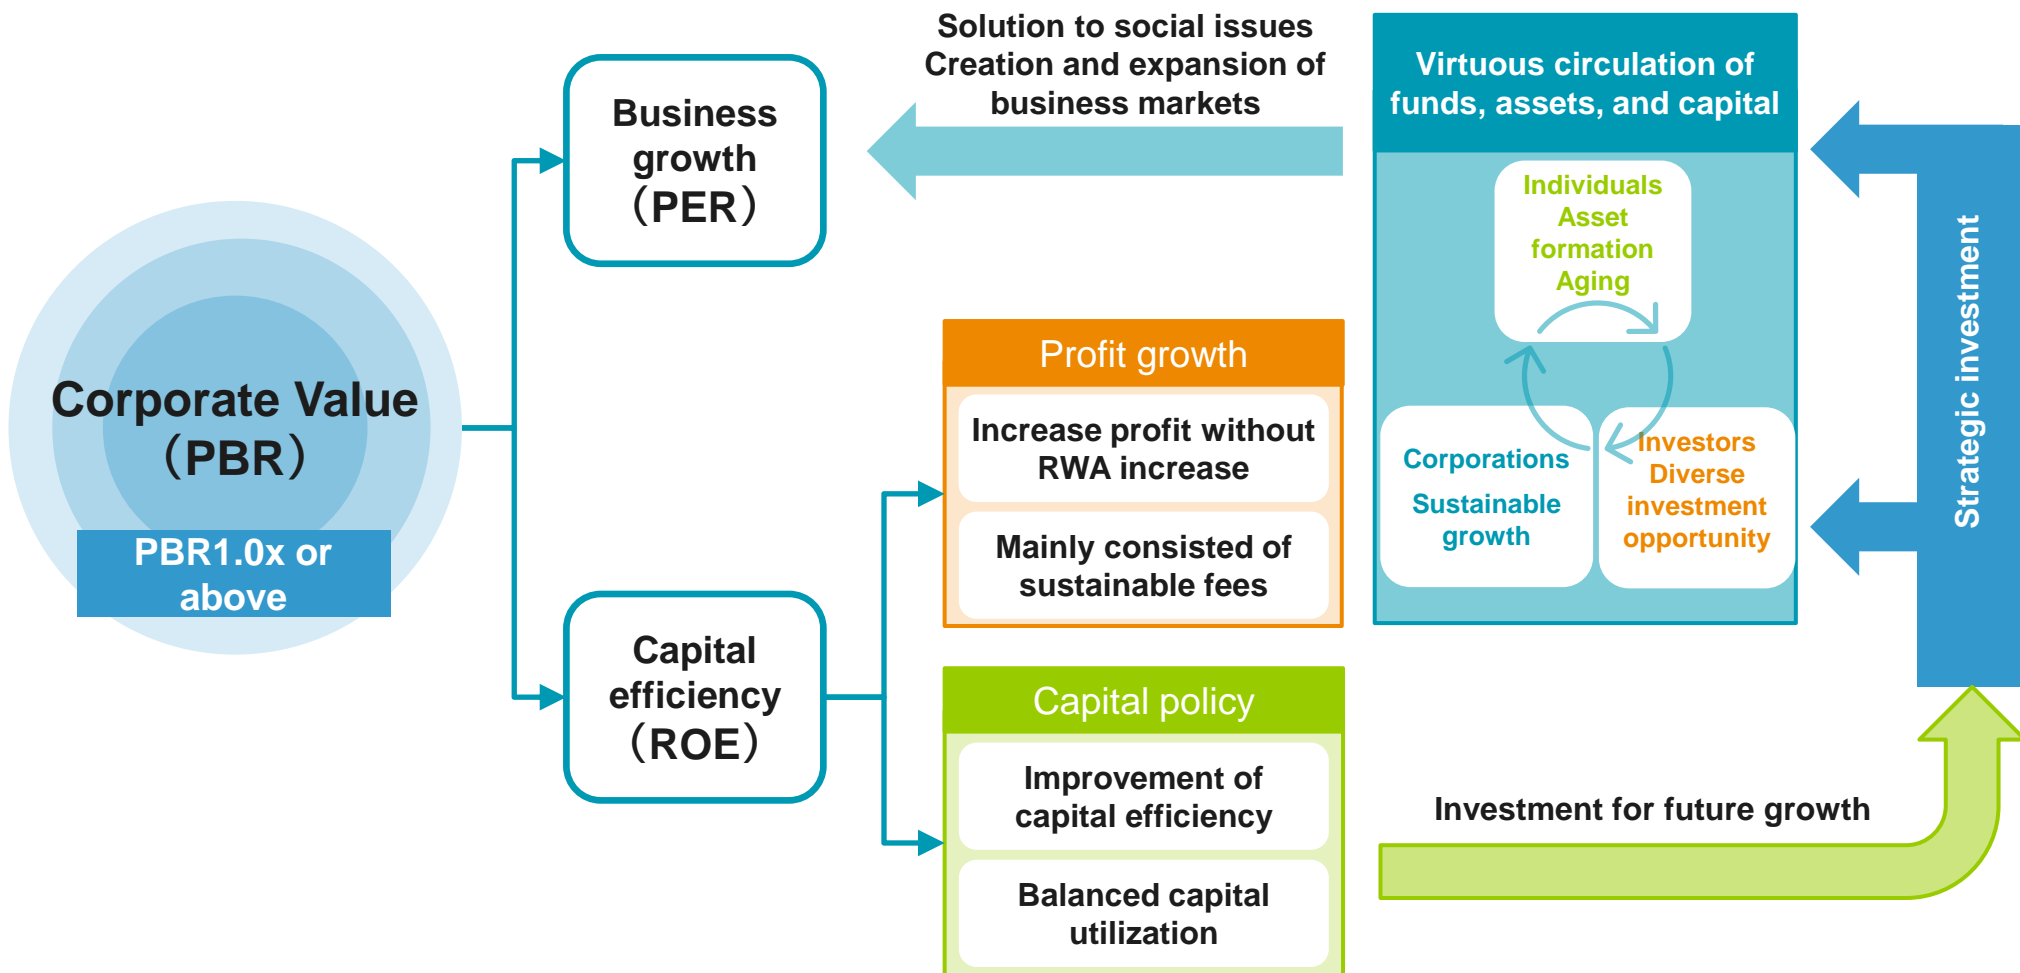 Corporate Value
（PBR）
PBR1.0x or
above
Business
growth
（PER）
Capital
efficiency
（ROE）
Solution to social issues
Creation and expansion of
business markets
Profit growth
Increase profit without
RWA increase
Mainly consisted of
sustainable fees
Capital policy
Improvement of
capital efficiency
Balanced capital
utilization
Virtuous circulation of
funds, assets, and capital
Individuals
Asset
formation
Aging
Corporations
Sustainable
growth
Investors
Diverse
investment
opportunity
Strategic investment
Investment for future growth